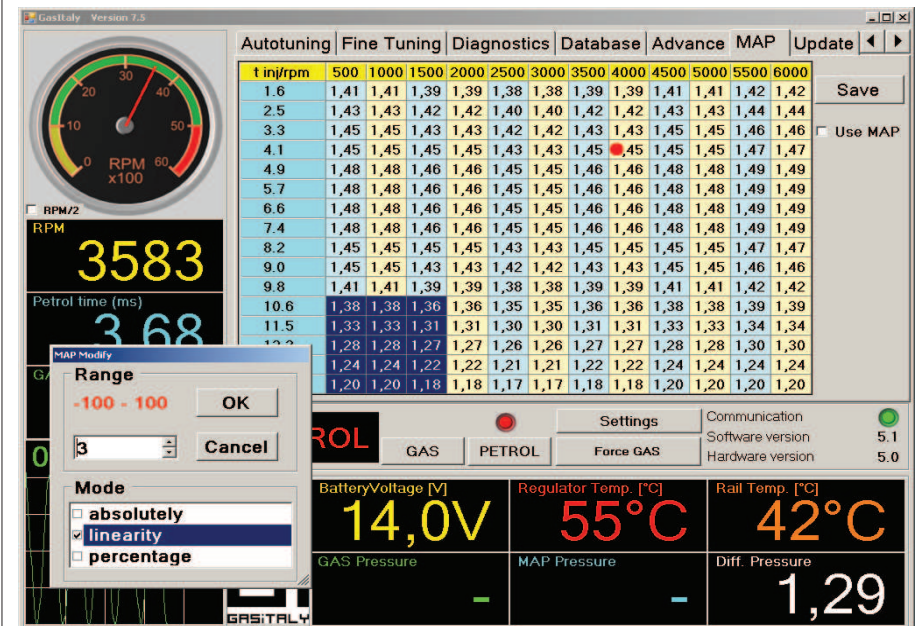 GasItaly Version 7.5
Autotuning Fine Tuning Diagnostics Database Advance MAP Update
t inj/rpm 500 1000 1500 2000 2500 3000 3500 4000 4500 5000 5500 6000
1.6 1,41 1,41 1,39 1,39 1,38 1,38 1,39 1,39 1,41 1,41 1,42 1,42
2.5 1,43 1,43 1,42 1,42 1,40 1,40 1,42 1,42 1,43 1,43 1,44 1,44
3.3 1,45 1,45 1,43 1,43 1,42 1,42 1,43 1,43 1,45 1,45 1,46 1,46
4.1 1,45 1,45 1,45 1,45 1,43 1,43 1,45 ,45 1,45 1,45 1,47 1,47
4.9 1,48 1,48 1,46 1,46 1,45 1,45 1,46 1,46 1,48 1,48 1,49 1,49
5.7 1,48 1,48 1,46 1,46 1,45 1,45 1,46 1,46 1,48 1,48 1,49 1,49
6.6 1,48 1,48 1,46 1,46 1,45 1,45 1,46 1,46 1,48 1,48 1,49 1,49
7.4 1,48 1,48 1,46 1,46 1,45 1,45 1,46 1,46 1,48 1,48 1,49 1,49
8.2 1,45 1,45 1,45 1,45 1,43 1,43 1,45 1,45 1,45 1,45 1,47 1,47
9.0 1,45 1,45 1,43 1,43 1,42 1,42 1,43 1,43 1,45 1,45 1,46 1,46
9.8 1,41 1,41 1,39 1,39 1,38 1,38 1,39 1,39 1,41 1,41 1,42 1,42
10.6 1,38 1,38 1,36 1,36 1,35 1,35 1,36 1,36 1,38 1,38 1,39 1,39
11.5 1,33 1,33 1,31 1,31 1,30 1,30 1,31 1,31 1,33 1,33 1,34 1,34
1,28 1,28 1,27 1,27 1,26 1,26 1,27 1,27 1,28 1,28 1,30 1,30
1,24 1,24 1,22 1,22 1,21 1,21 1,22 1,22 1,24 1,24 1,24 1,24
1,20 1,20 1,18 1,18 1,17 1,17 1,18 1,18 1,20 1,20 1,20 1,20
Save
Use MAP
0 10 20 30 40 50 60
RPM
x100
RPM/2
RPM
3583
Petrol time (ms)
3,68
MAP Modify
Range
-100 - 100
OK
3
Cancel
Mode
absolutely
linearity
percentage
ROL
GAS
PETROL
Settings
Force GAS
Communication
Software version 5.1
Hardware version 5.0
BatteryVoltage [V]
14,0V
Regulator Temp. [°C]
55°C
Rail Temp. [°C]
42°C
GAS Pressure
-
MAP Pressure
-
Diff. Pressure
1,29
GASiTALY